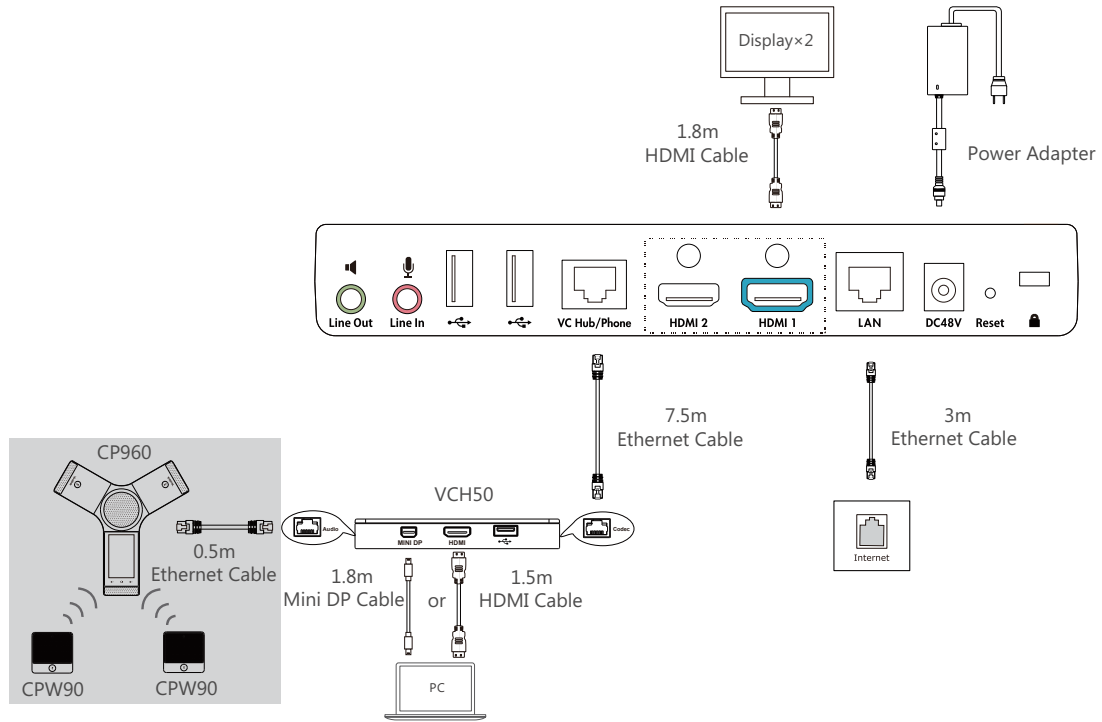 Display×2
1.8m
HDMI Cable
Power Adapter
Line Out
Line In
VC Hub/Phone
HDMI 2
HDMI 1
LAN
DC48V
Reset
7.5m
Ethernet Cable
3m
Ethernet Cable
CP960
VCH50
Audio
MINI DP
HDMI
Codec
0.5m
Ethernet Cable
Internet
1.8m
Mini DP Cable
or
1.5m
HDMI Cable
CPW90
CPW90
PC